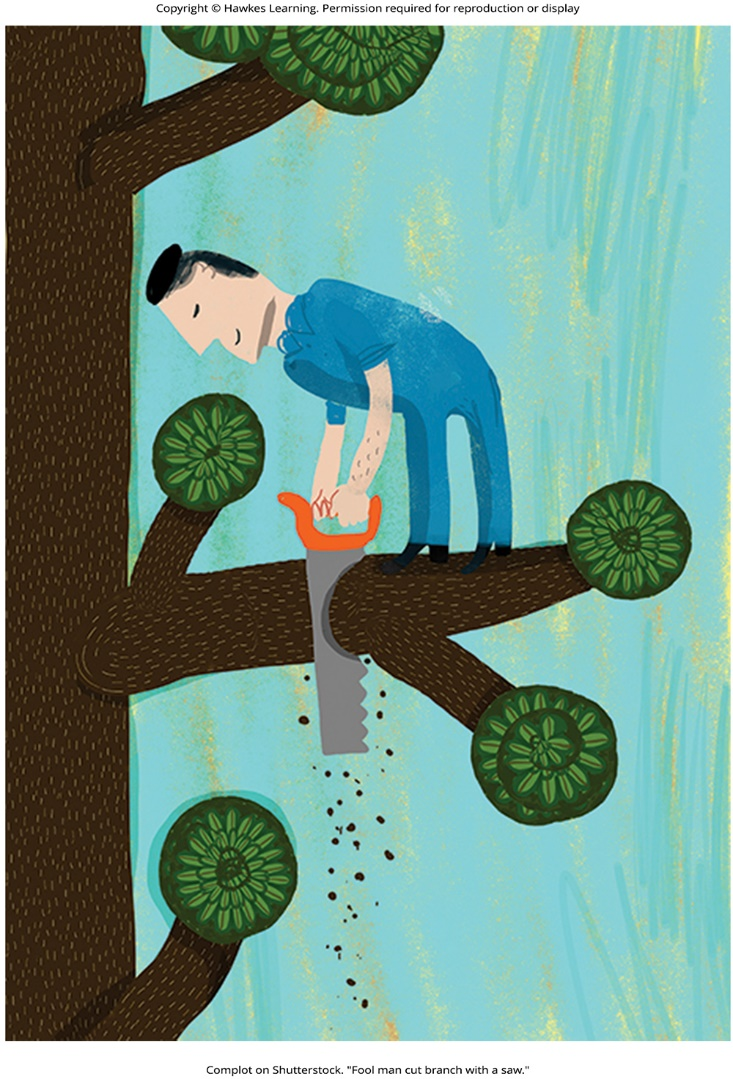 Copyright © Hawkes Learning. Permission required for reproduction or display
Complot on Shutterstock. "Fool man cut branch with a saw."